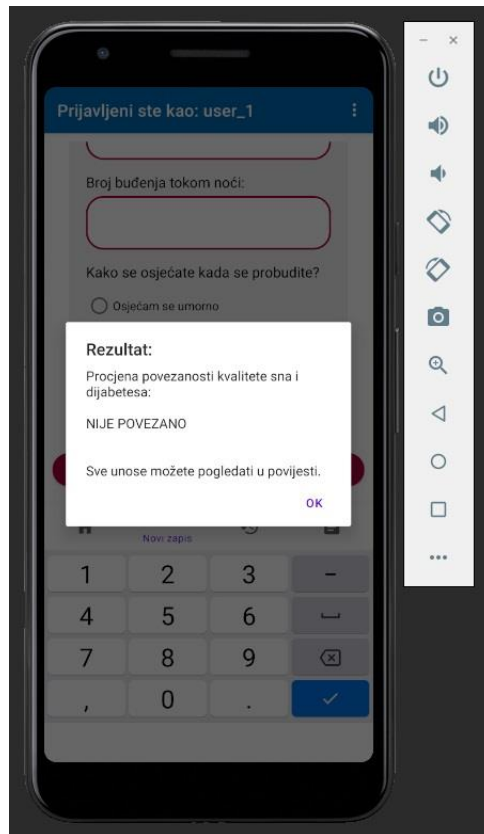 Prijavljeni ste kao: user_1
Broj buđenja tokom noći:
Kako se osjećate kada se probudite?
Osjećam se umorno
Rezultat:
Procjena povezanosti kvalitete sna i
dijabetesa:
NIJE POVEZANO
Sve unose možete pogledati u povijesti.
OK
Novi zapis
1 2 3 –
4 5 6
7 8 9
, 0 .